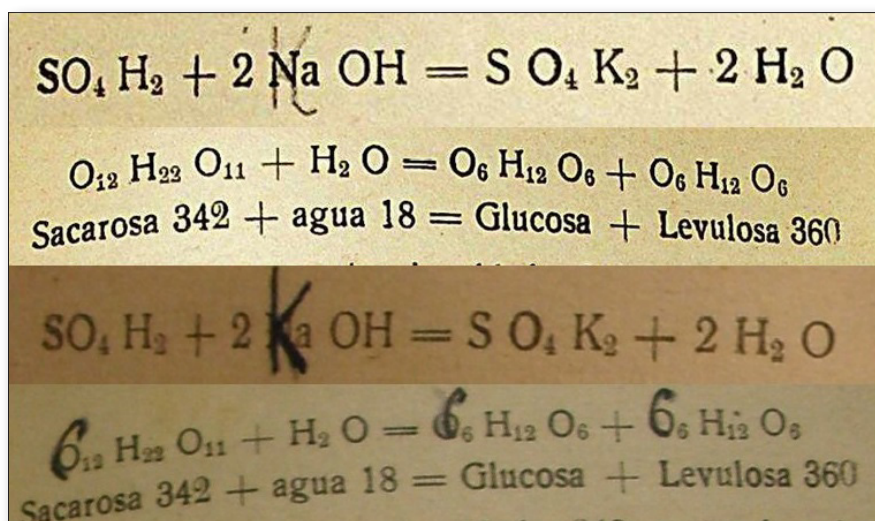 SO₄ H₂ + 2 Na OH = S O₄ K₂ + 2 H₂ O
O₁₂ H₂₂ O₁₁ + H₂ O = O₆ H₁₂ O₆ + O₆ H₁₂ O₆
Sacarosa 342 + agua 18 = Glucosa + Levulosa 360
SO₄ H₂ + 2 K OH = S O₄ K₂ + 2 H₂ O
6₁₂ H₂₂ O₁₁ + H₂ O = 6₆ H₁₂ O₆ + 6₆ H₁₂ O₆
Sacarosa 342 + agua 18 = Glucosa + Levulosa 360